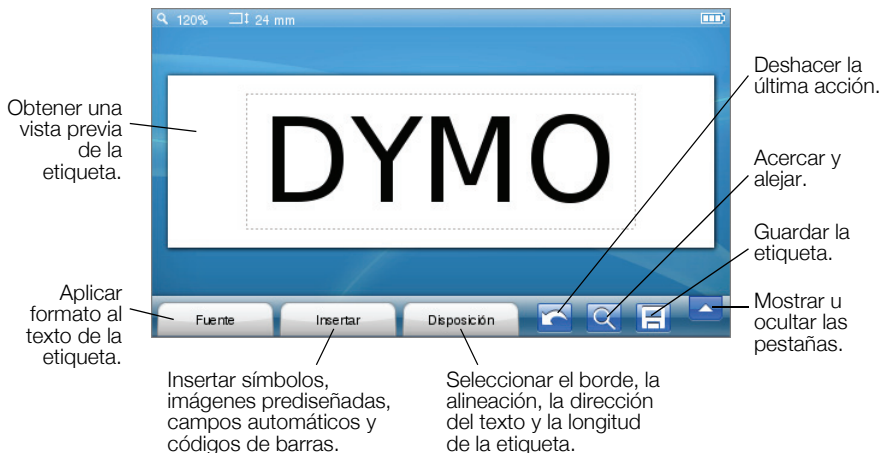 120% 24 mm
Obtener una
vista previa
de la
etiqueta.
DYMO
Deshacer la
última acción.
Acercar y
alejar.
Guardar la
etiqueta.
Mostrar u
ocultar las
pestañas.
Aplicar
formato al
texto de la
etiqueta.
Fuente Insertar Disposición
Insertar símbolos,
imágenes prediseñadas,
campos automáticos y
códigos de barras.
Seleccionar el borde, la
alineación, la dirección
del texto y la longitud
de la etiqueta.